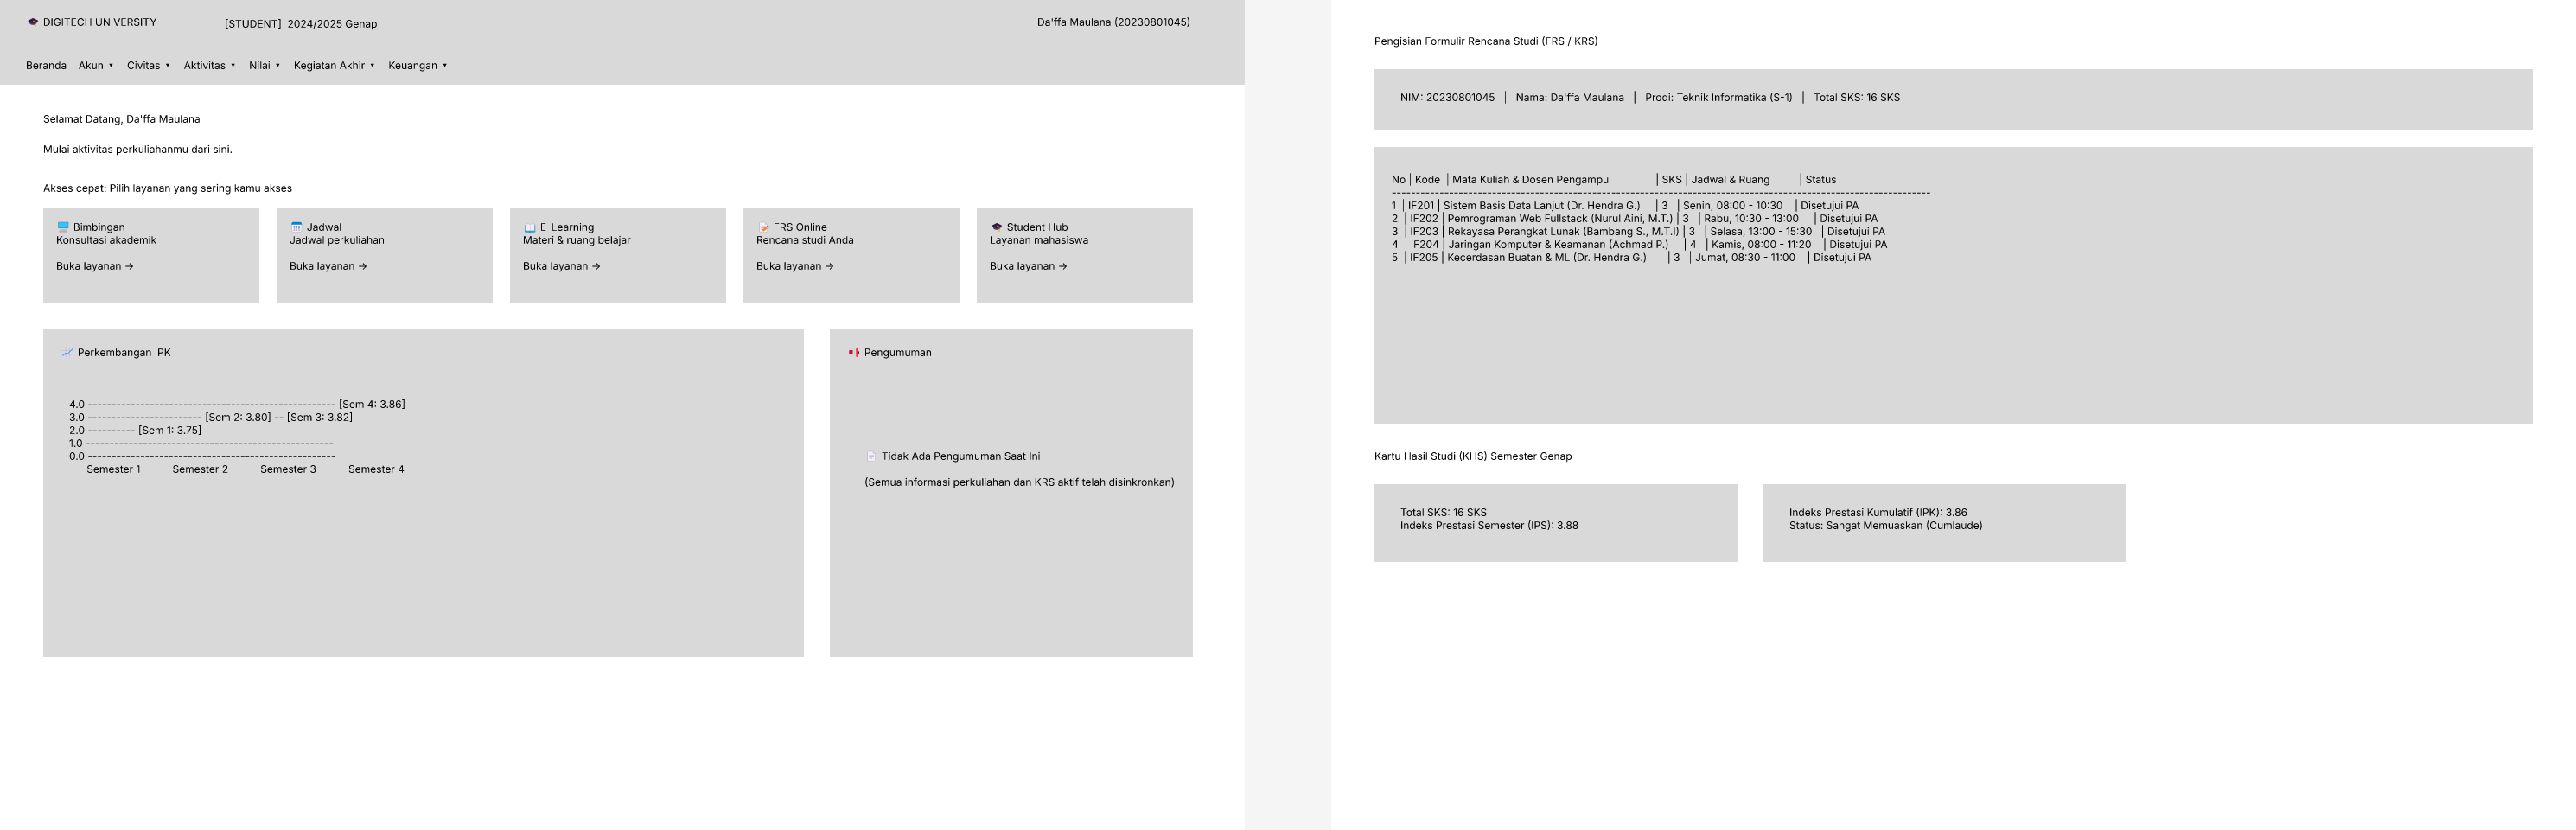 🎓 DIGITECH UNIVERSITY
[STUDENT] 2024/2025 Genap
Da'ffa Maulana (20230801045)
Beranda Akun ▾ Civitas ▾ Aktivitas ▾ Nilai ▾ Kegiatan Akhir ▾ Keuangan ▾
Selamat Datang, Da'ffa Maulana
Mulai aktivitas perkuliahanmu dari sini.
Akses cepat: Pilih layanan yang sering kamu akses
🖥️ Bimbingan
Konsultasi akademik
Buka layanan →
📅 Jadwal
Jadwal perkuliahan
Buka layanan →
📖 E-Learning
Materi & ruang belajar
Buka layanan →
📝 FRS Online
Rencana studi Anda
Buka layanan →
🎓 Student Hub
Layanan mahasiswa
Buka layanan →
📈 Perkembangan IPK
4.0 ---------------------------------------------------- [Sem 4: 3.86]
3.0 ------------------------ [Sem 2: 3.80] -- [Sem 3: 3.82]
2.0 ---------- [Sem 1: 3.75]
1.0 ----------------------------------------------------
0.0 ----------------------------------------------------
Semester 1 Semester 2 Semester 3 Semester 4
📢 Pengumuman
📄 Tidak Ada Pengumuman Saat Ini
(Semua informasi perkuliahan dan KRS aktif telah disinkronkan)
Pengisian Formulir Rencana Studi (FRS / KRS)
NIM: 20230801045 | Nama: Da'ffa Maulana | Prodi: Teknik Informatika (S-1) | Total SKS: 16 SKS
No | Kode | Mata Kuliah & Dosen Pengampu | SKS | Jadwal & Ruang | Status
-----------------------------------------------------------------------------------------------------------------
1 | IF201 | Sistem Basis Data Lanjut (Dr. Hendra G.) | 3 | Senin, 08:00 - 10:30 | Disetujui PA
2 | IF202 | Pemrograman Web Fullstack (Nurul Aini, M.T.) | 3 | Rabu, 10:30 - 13:00 | Disetujui PA
3 | IF203 | Rekayasa Perangkat Lunak (Bambang S., M.T.I) | 3 | Selasa, 13:00 - 15:30 | Disetujui PA
4 | IF204 | Jaringan Komputer & Keamanan (Achmad P.) | 4 | Kamis, 08:00 - 11:20 | Disetujui PA
5 | IF205 | Kecerdasan Buatan & ML (Dr. Hendra G.) | 3 | Jumat, 08:30 - 11:00 | Disetujui PA
Kartu Hasil Studi (KHS) Semester Genap
Total SKS: 16 SKS
Indeks Prestasi Semester (IPS): 3.88
Indeks Prestasi Kumulatif (IPK): 3.86
Status: Sangat Memuaskan (Cumlaude)